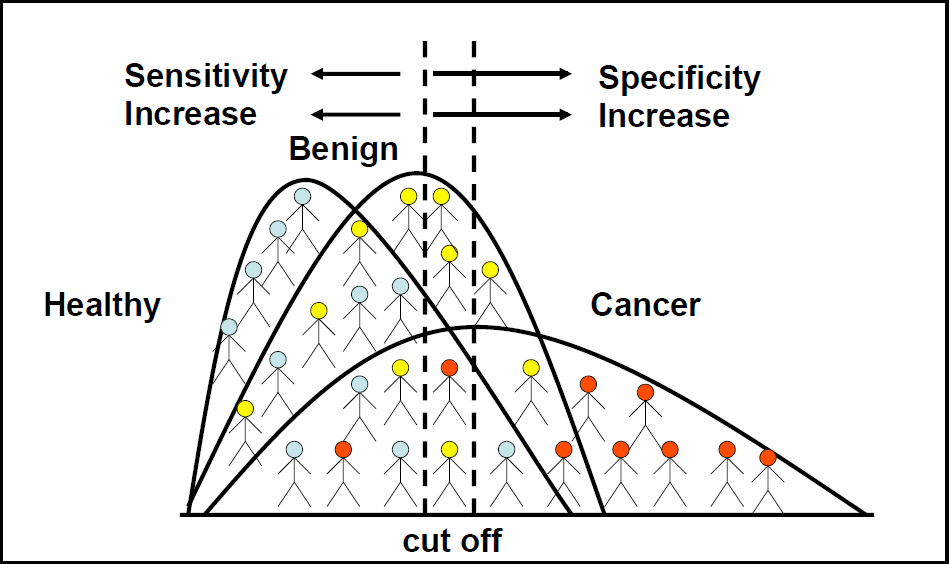 Sensitivity
Increase
Specificity
Increase
Benign
Healthy
Cancer
cut off